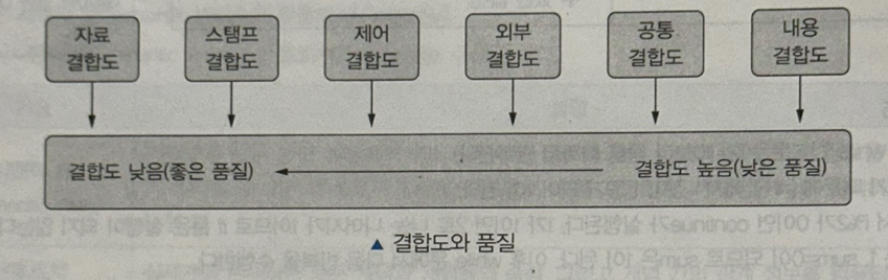 자료
결합도
스탬프
결합도
제어
결합도
외부
결합도
공통
결합도
내용
결합도
결합도 낮음(좋은 품질)
결합도 높음(낮은 품질)
▲ 결합도와 품질